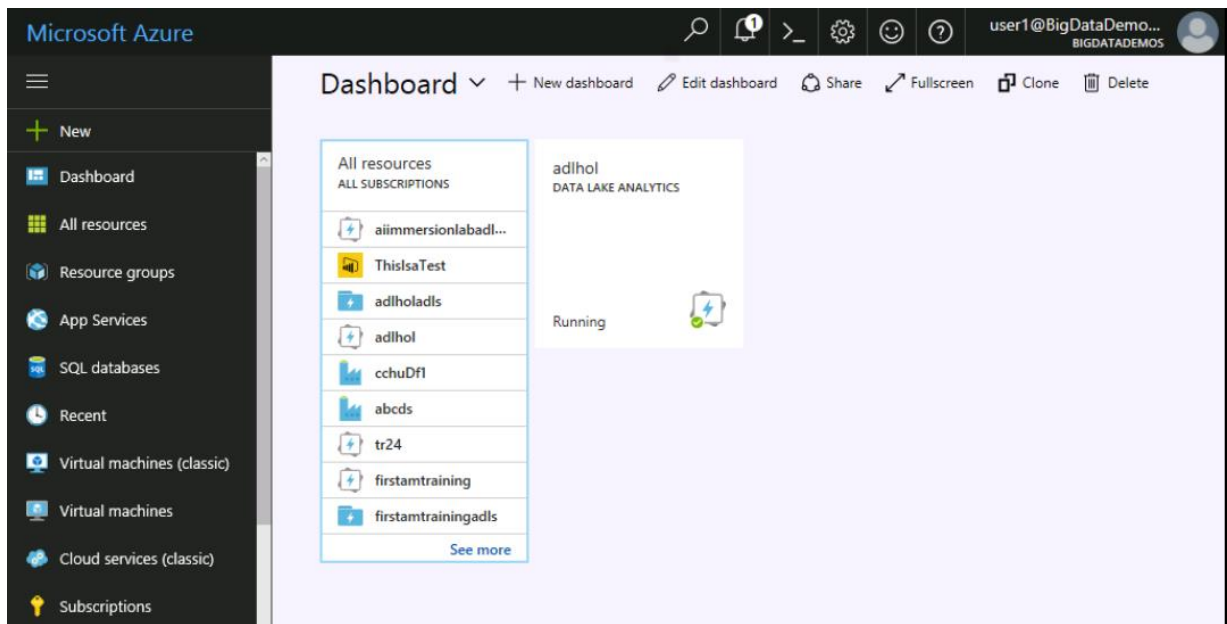 Microsoft Azure
1
user1@BigDataDemo...
BIGDATADEMOS
Dashboard
New dashboard
Edit dashboard
Share
Fullscreen
Clone
Delete
New
Dashboard
All resources
Resource groups
App Services
SQL databases
Recent
Virtual machines (classic)
Virtual machines
Cloud services (classic)
Subscriptions
All resources
ALL SUBSCRIPTIONS
aiimmersionlabadl...
ThisIsaTest
adlholadls
adlhol
cchuDf1
abcds
tr24
firstamtraining
firstamtrainingadls
See more
adlhol
DATA LAKE ANALYTICS
Running